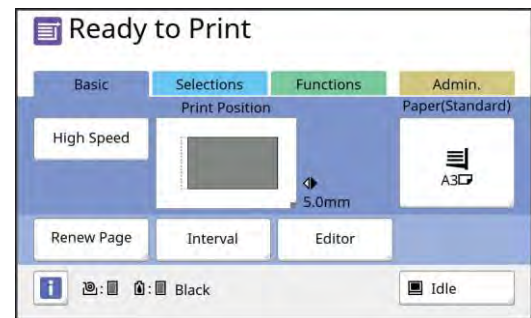 Ready to Print
Basic Selections Functions Admin.
Print Position Paper(Standard)
High Speed
A3
5.0mm
Renew Page Interval Editor
i : : Black Idle